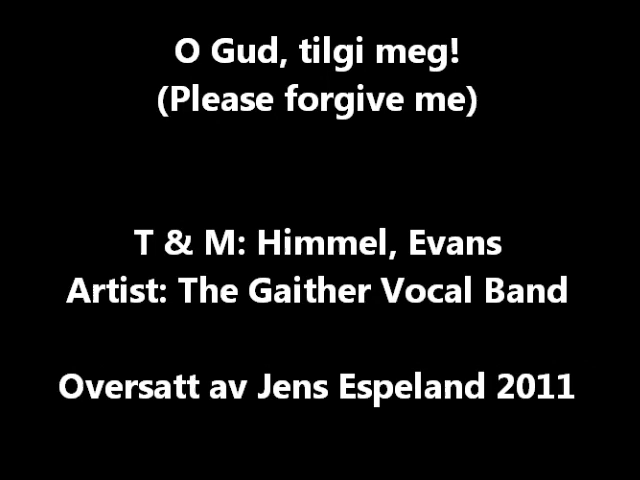 O Gud, tilgi meg!
(Please forgive me)
T & M: Himmel, Evans
Artist: The Gaither Vocal Band
Oversatt av Jens Espeland 2011